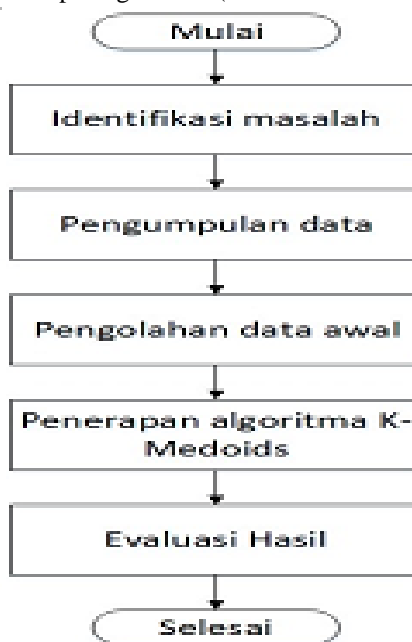 Mulai
Identifikasi masalah
Pengumpulan data
Pengolahan data awal
Penerapan algoritma K-
Medoids
Evaluasi Hasil
Selesai